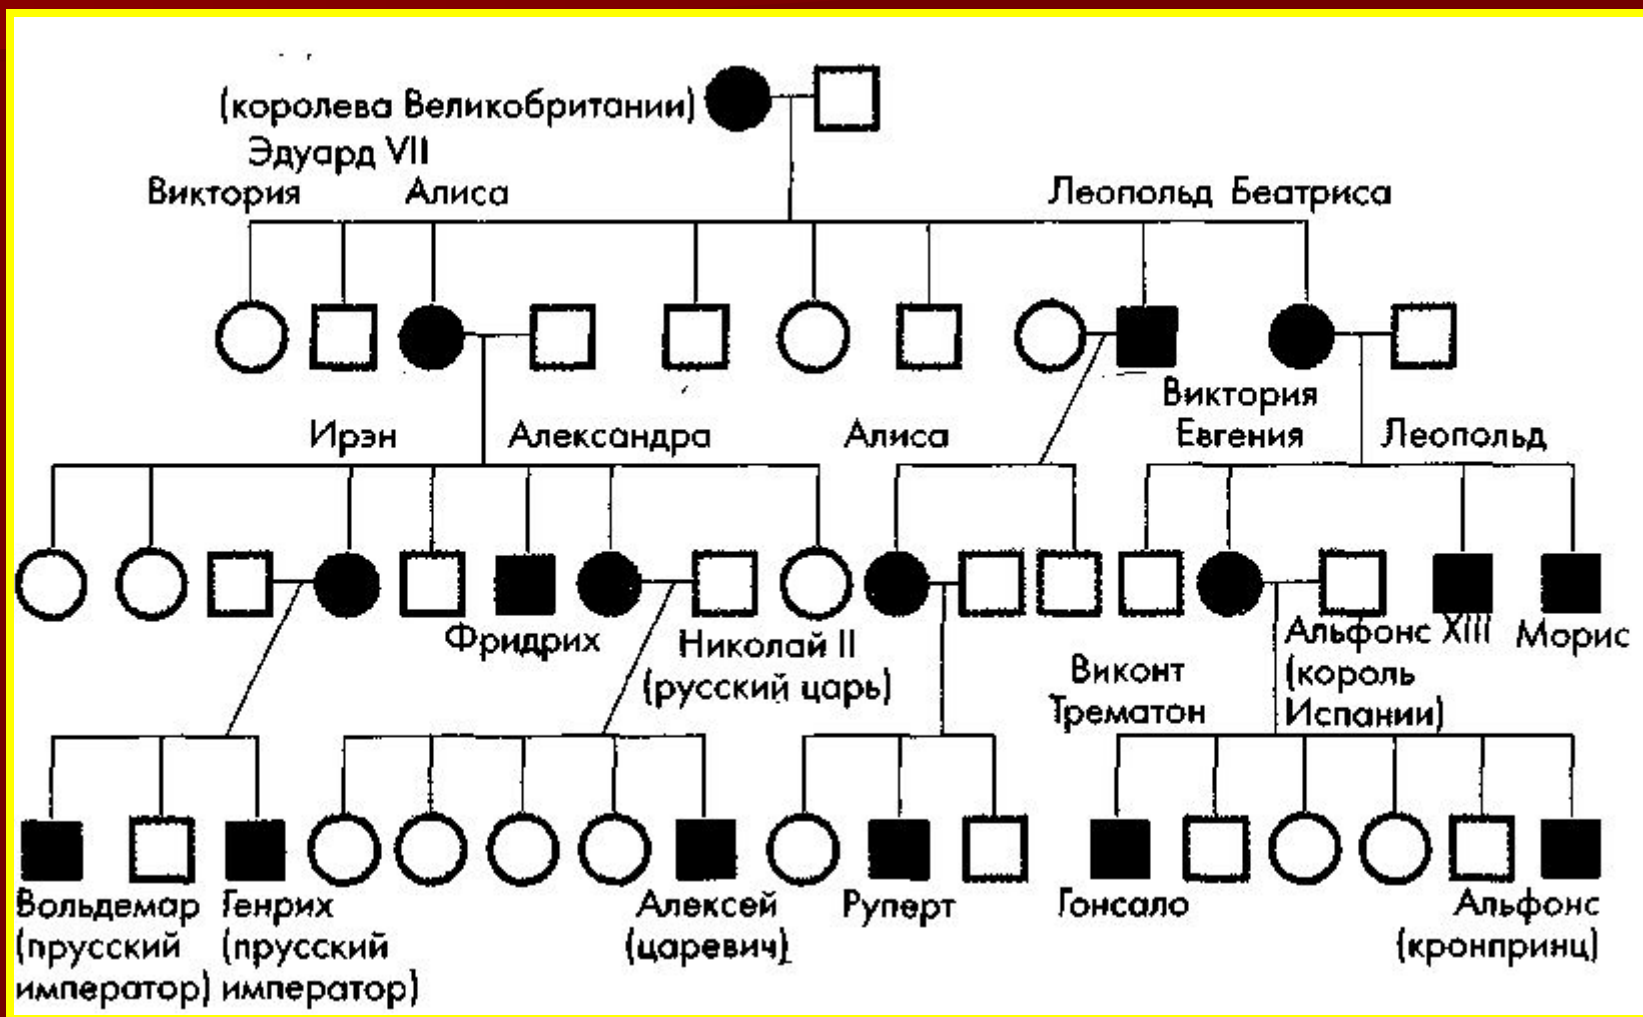 (королева Великобритании)
Эдуард VII
Виктория Алиса Леопольд Беатриса
Виктория
Ирэн Александра Алиса Евгения Леопольд
Фридрих Николай II Альфонс XIII Морис
(русский царь) Виконт (король
Трематон Испании)
Вольдемар Генрих Алексей Руперт Гонсало Альфонс
(прусский (прусский (царевич) (кронпринц)
император) император)